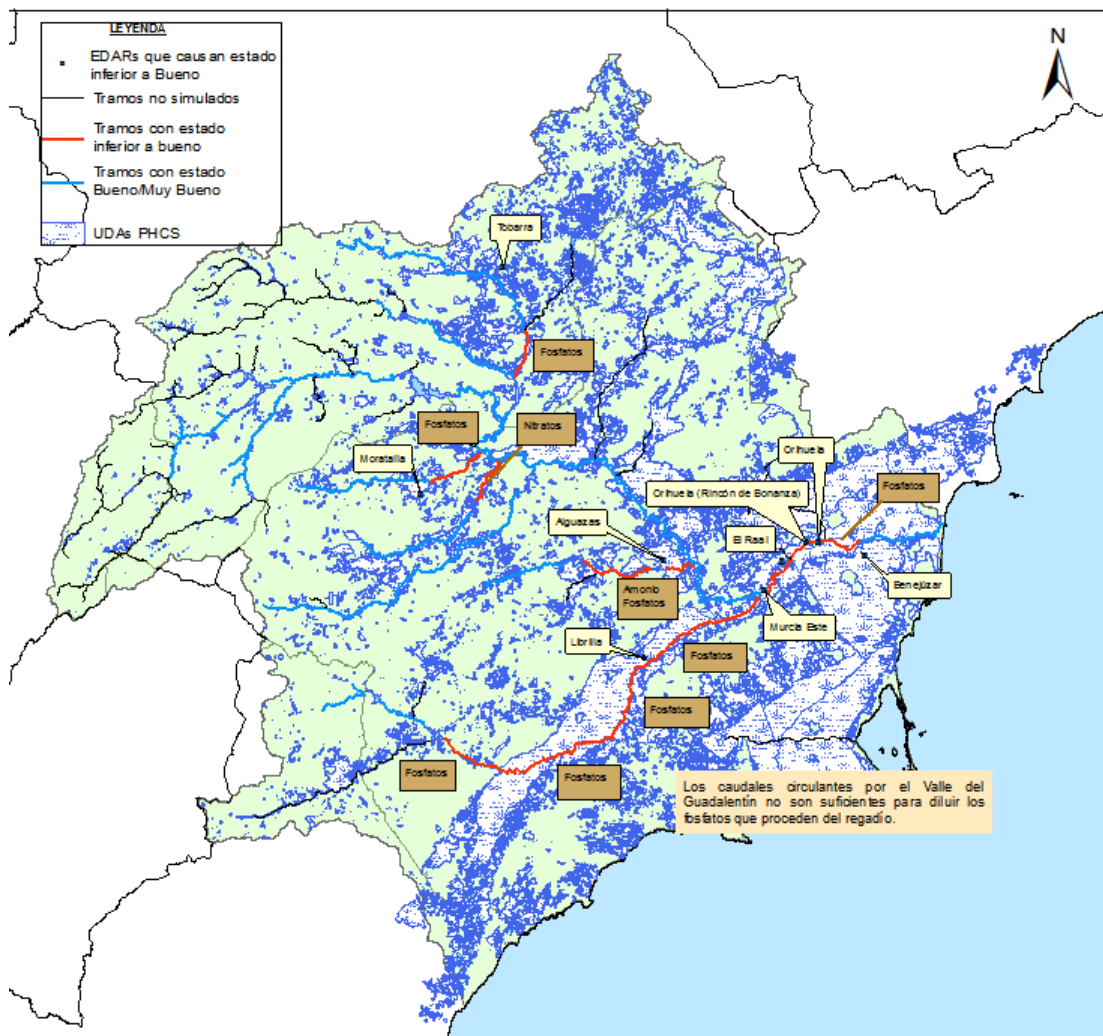 LEYENDA
EDARs que causan estado
inferior a Bueno
Tramos no simulados
Tramos con estado
inferior a bueno
Tramos con estado
Bueno/Muy Bueno
UDAs PHCS
N
Tobarra
Fosfatos
Fosfatos
Nitratos
Moratalla
Orihuela
Orihuela (Rincón de Bonanza)
Fosfatos
Alguazas
El Raal
Benejúzar
Amonio
Fosfatos
Murcia Este
Librilla
Fosfatos
Fosfatos
Fosfatos
Fosfatos
Los caudales circulantes por el Valle del
Guadalentín no son suficientes para diluir los
fosfatos que proceden del regadío.